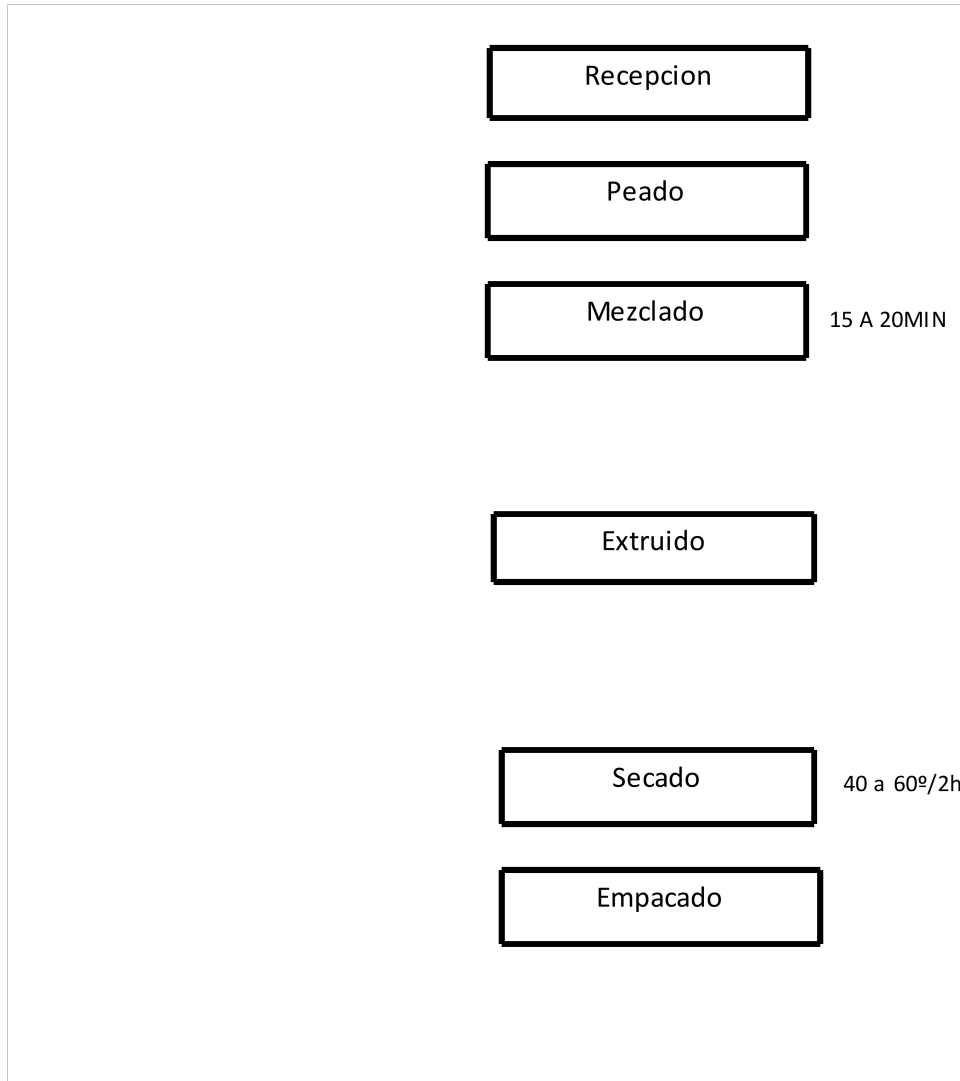 Recepcion
Peado
Mezclado
15 A 20MIN
Extruido
Secado
40 a 60º/2h
Empacado